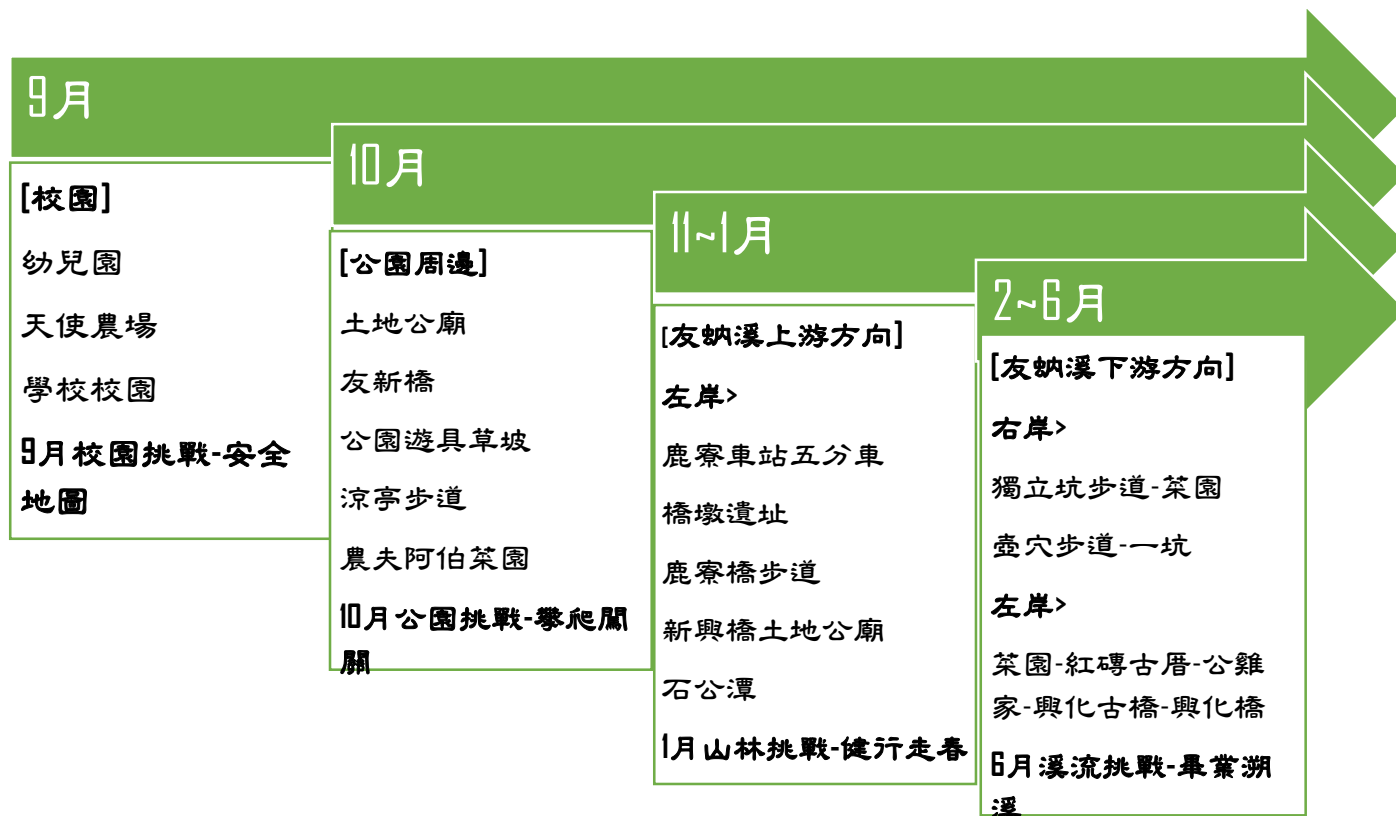 9月
[校園]
幼兒園
天使農場
學校校園
9月校園挑戰-安全
地圖
10月
[公園周邊]
土地公廟
友新橋
公園遊具草坡
涼亭步道
農夫阿伯菜園
10月公園挑戰-攀爬闖
關
11~1月
[友蚋溪上游方向]
左岸>
鹿寮車站五分車
橋墩遺址
鹿寮橋步道
新興橋土地公廟
石公潭
1月山林挑戰-健行走春
2~6月
[友蚋溪下游方向]
右岸>
獨立坑步道-菜園
壺穴步道-一坑
左岸>
菜園-紅磚古厝-公雞
家-興化古橋-興化橋
6月溪流挑戰-畢業溯
溪